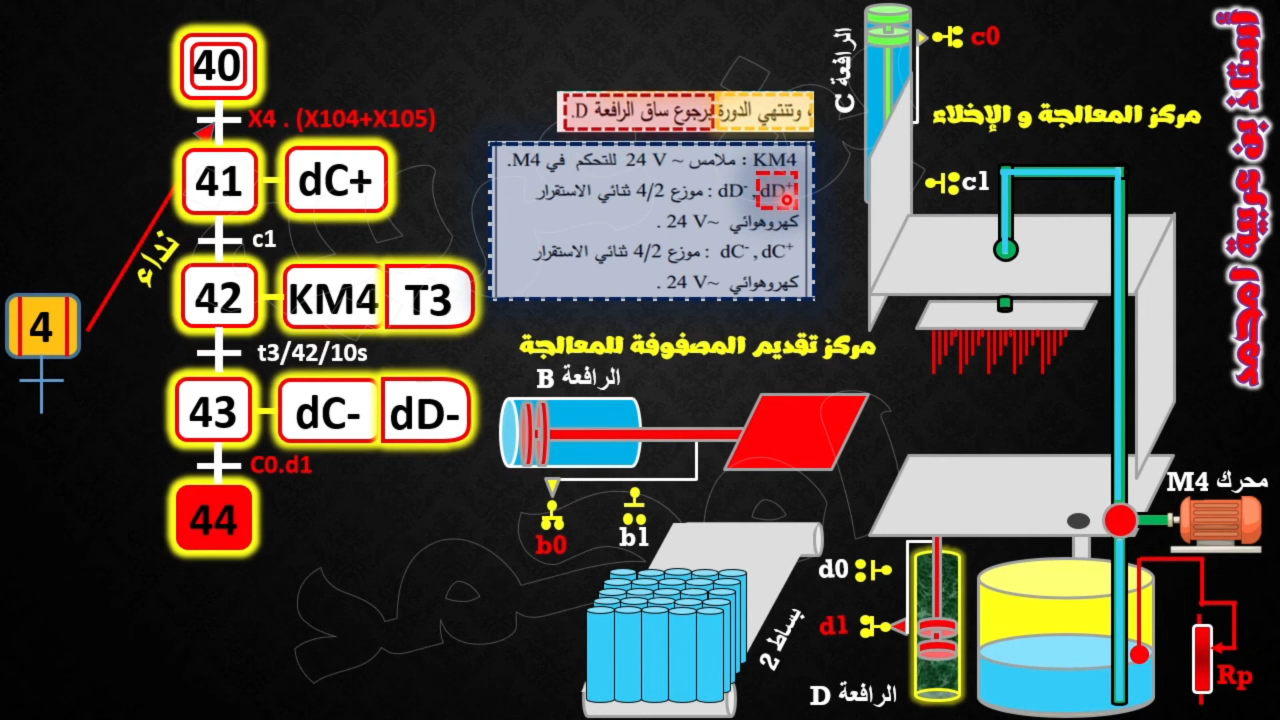 أستاذ بن عربية امحمد
40
X4 . (X104+X105)
41
dC+
نداء
c1
42
KM4
T3
4
t3/42/10s
43
dC-
dD-
C0.d1
44
، وتنتهي الدورة برجوع ساق الرافعة D.
KM4 : ملامس ~ 24 V للتحكم في M4.
dD⁻ , dD⁺ : موزع 4/2 ثنائي الاستقرار
كهروهوائي ~24 V .
dC⁻ , dC⁺ : موزع 4/2 ثنائي الاستقرار
كهروهوائي ~24 V .
الرافعة C
c0
مركز المعالجة و الإخلاء
c1
مركز تقديم المصفوفة للمعالجة
الرافعة B
b0
b1
بساط 2
محرك M4
d0
d1
الرافعة D
Rp